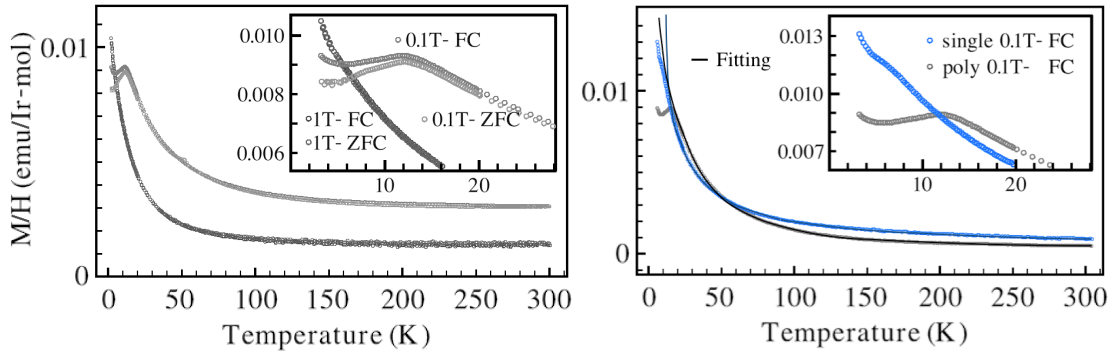 M/H (emu/Ir-mol)
0.01
0
0 50 100 150 200 250 300
Temperature (K)
0.010
0.008
0.006
10 20
0.1T- FC
1T- FC
0.1T- ZFC
1T- ZFC
0.01
0
0 50 100 150 200 250 300
Temperature (K)
Fitting
0.013
0.010
0.007
10 20
single 0.1T- FC
poly 0.1T- FC